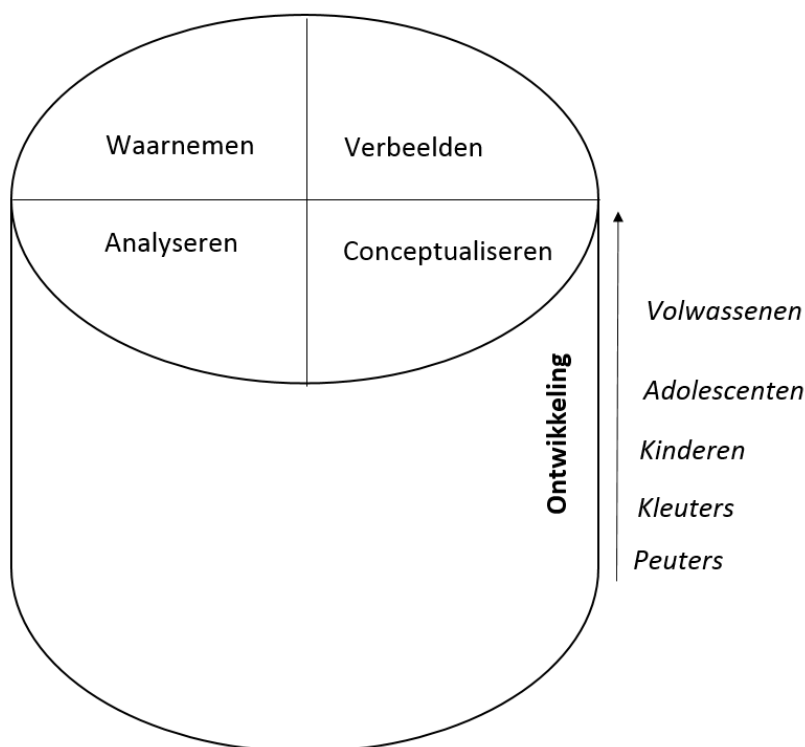 Waarnemen
Verbeelden
Analyseren
Conceptualiseren
Ontwikkeling
Volwassenen
Adolescenten
Kinderen
Kleuters
Peuters